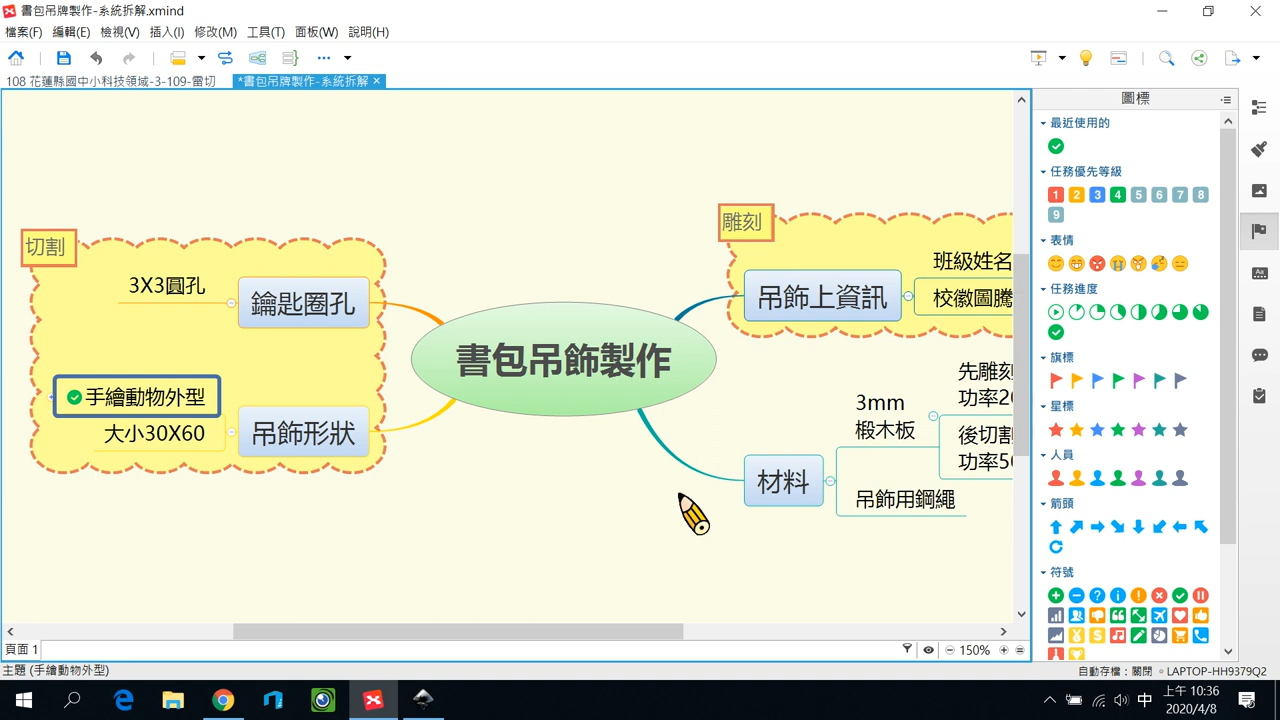 書包吊牌製作-系統拆解.xmind
檔案(F) 編輯(E) 檢視(V) 插入(I) 修改(M) 工具(T) 面板(W) 說明(H)
108 花蓮縣國中小科技領域-3-109-雷切
*書包吊牌製作-系統拆解
切割
3X3圓孔
鑰匙圈孔
手繪動物外型
大小30X60
吊飾形狀
書包吊飾製作
雕刻
吊飾上資訊
班級姓名
校徽圖騰
材料
3mm
椴木板
先雕刻
功率20
後切割
功率50
吊飾用鋼繩
圖標
最近使用的
任務優先等級
1 2 3 4 5 6 7 8
9
表情
任務進度
旗標
星標
人員
箭頭
符號
頁面 1
150%
主題 (手繪動物外型)
自動存檔：關閉
LAPTOP-HH9379Q2
中
上午 10:36
2020/4/8